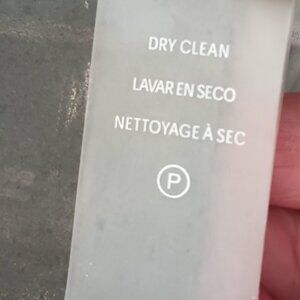 DRY CLEAN
LAVAR EN SECO
NETTOYAGE À SEC
P